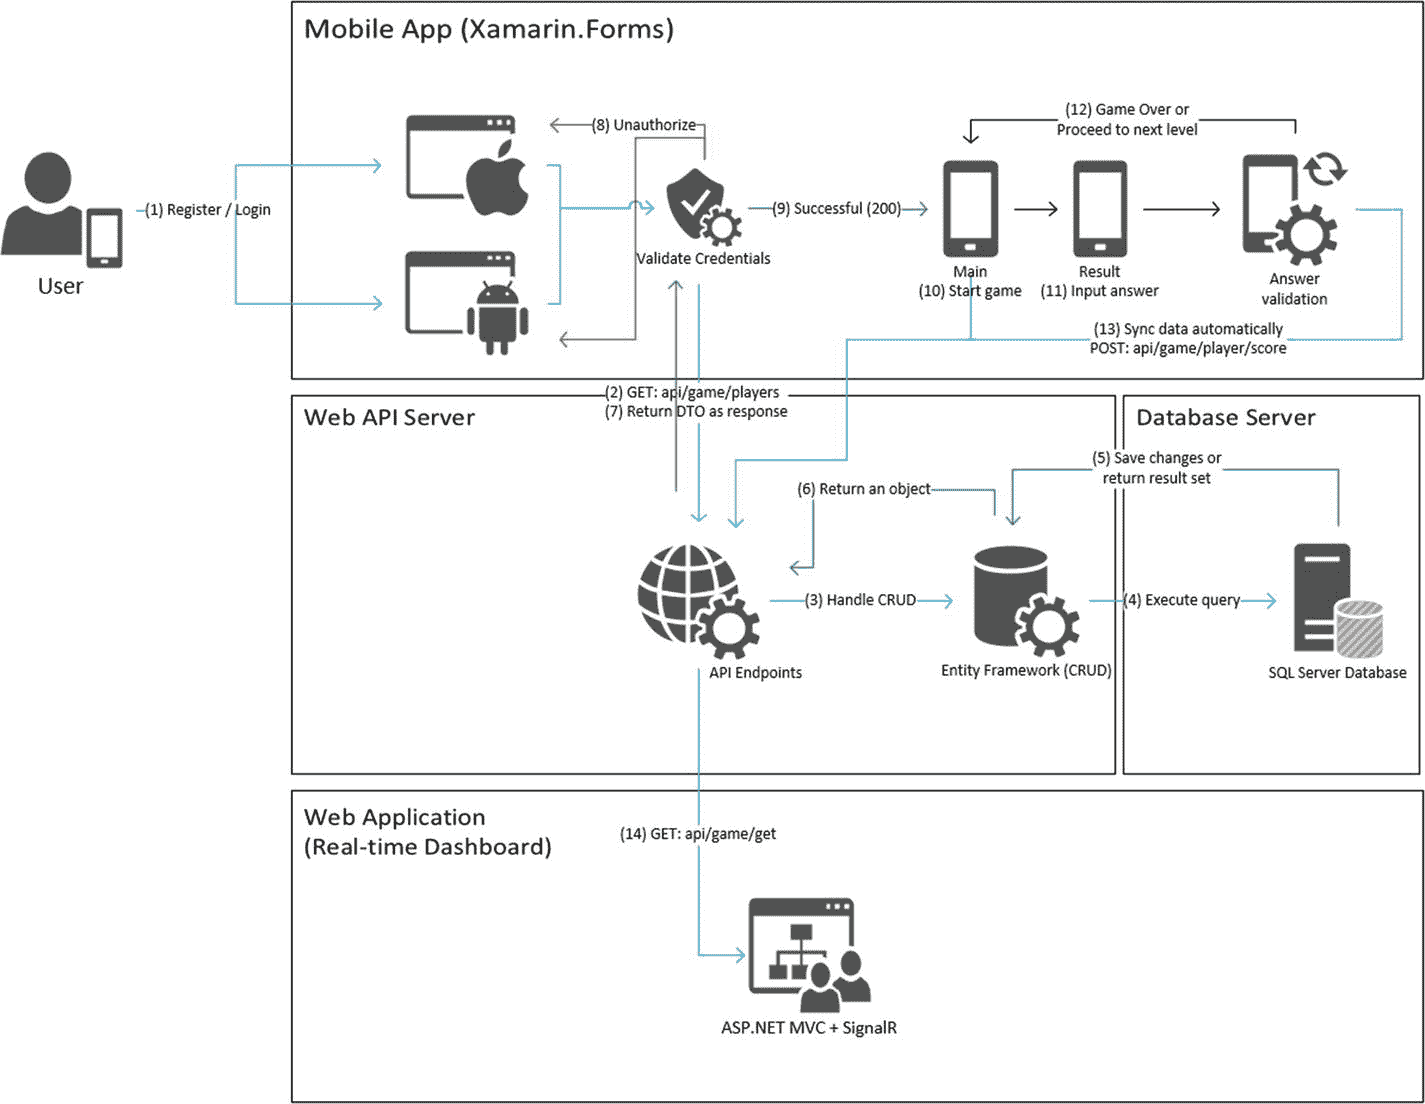 Mobile App (Xamarin.Forms)
(12) Game Over or
Proceed to next level
(8) Unauthorize
(1) Register / Login
(9) Successful (200)
User
Validate Credentials
Main
(10) Start game
Result
(11) Input answer
Answer
validation
(13) Sync data automatically
POST: api/game/player/score
(2) GET: api/game/players
(7) Return DTO as response
Web API Server
Database Server
(5) Save changes or
return result set
(6) Return an object
(3) Handle CRUD
(4) Execute query
API Endpoints
Entity Framework (CRUD)
SQL Server Database
Web Application
(Real-time Dashboard)
(14) GET: api/game/get
ASP.NET MVC + SignalR